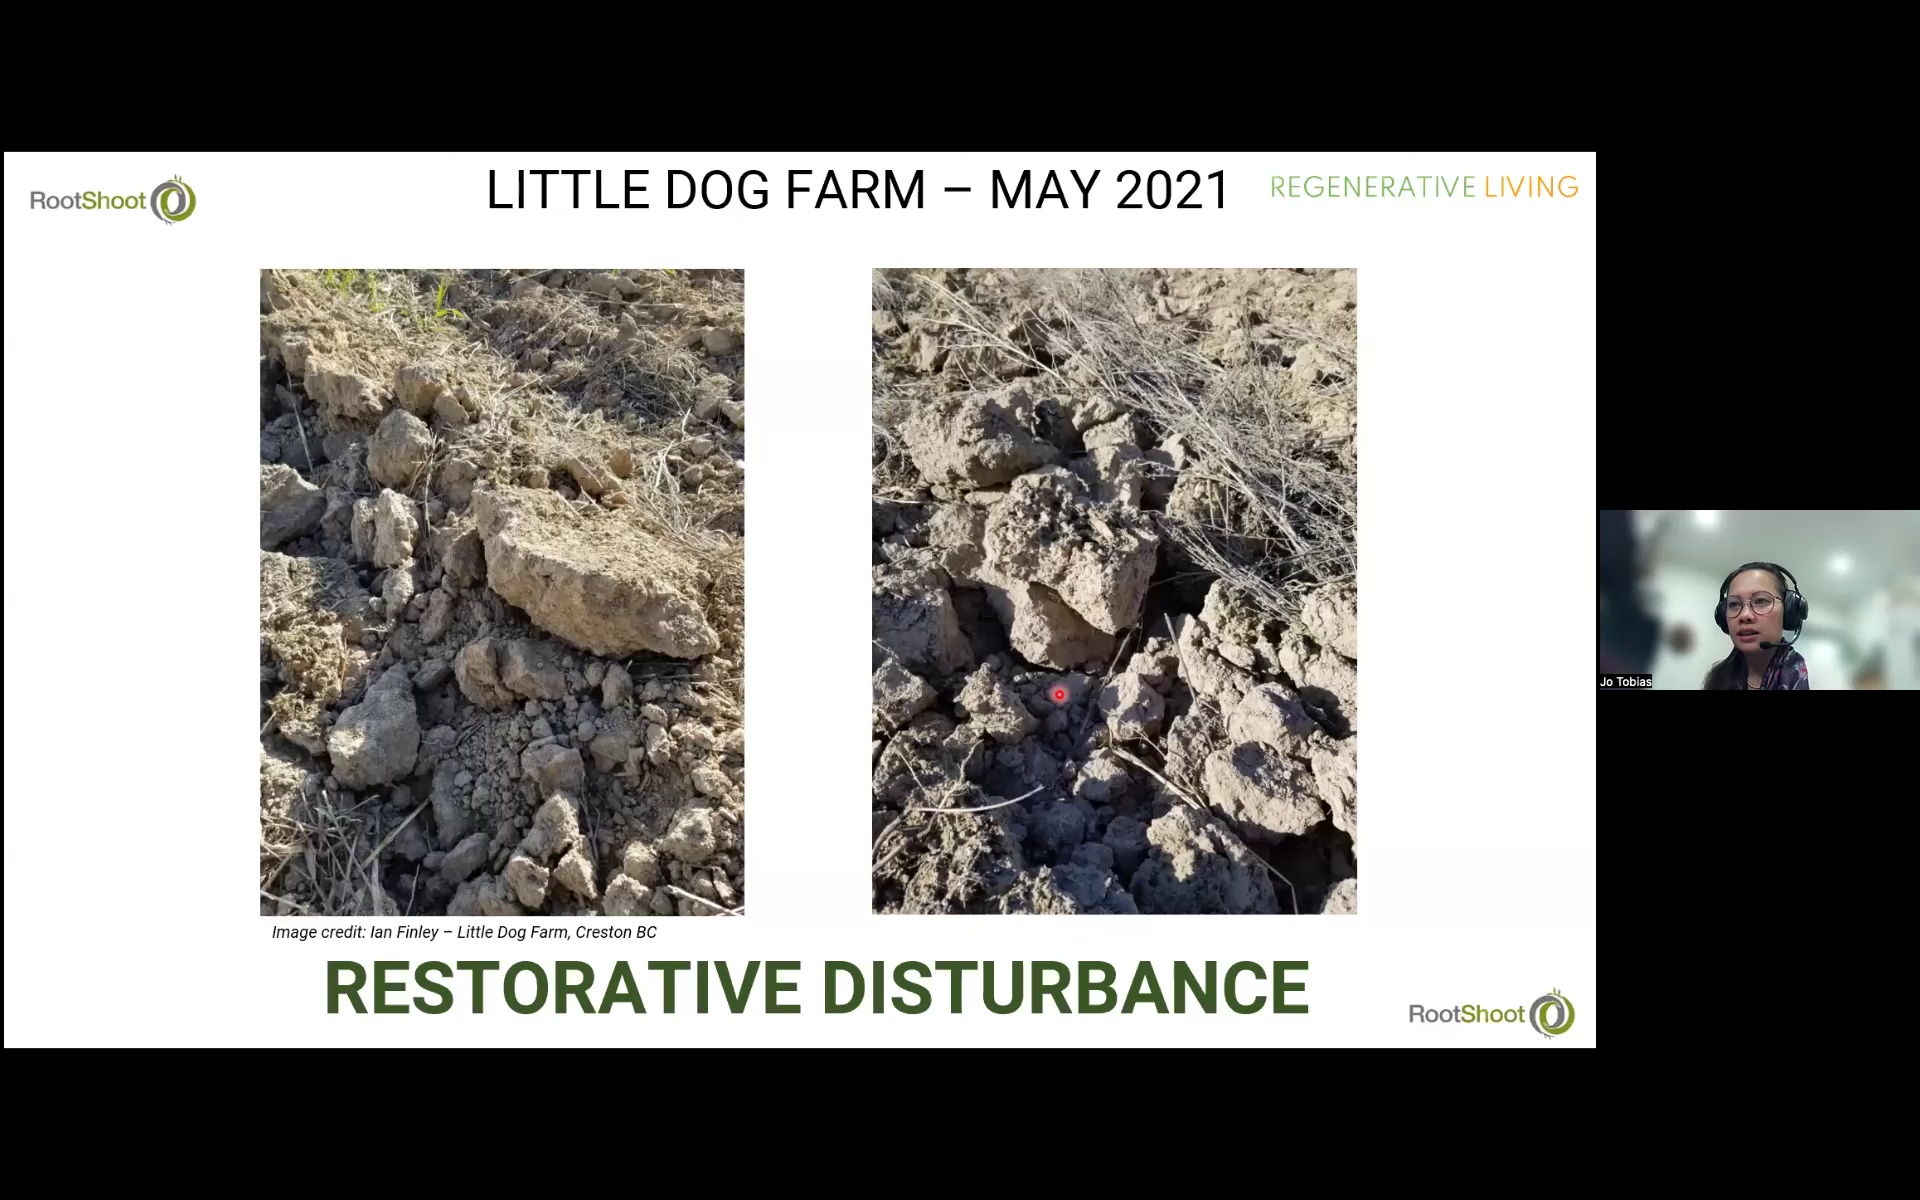 RootShoot
LITTLE DOG FARM – MAY 2021
REGENERATIVE LIVING
Image credit: Ian Finley – Little Dog Farm, Creston BC
RESTORATIVE DISTURBANCE
RootShoot
Jo Tobias